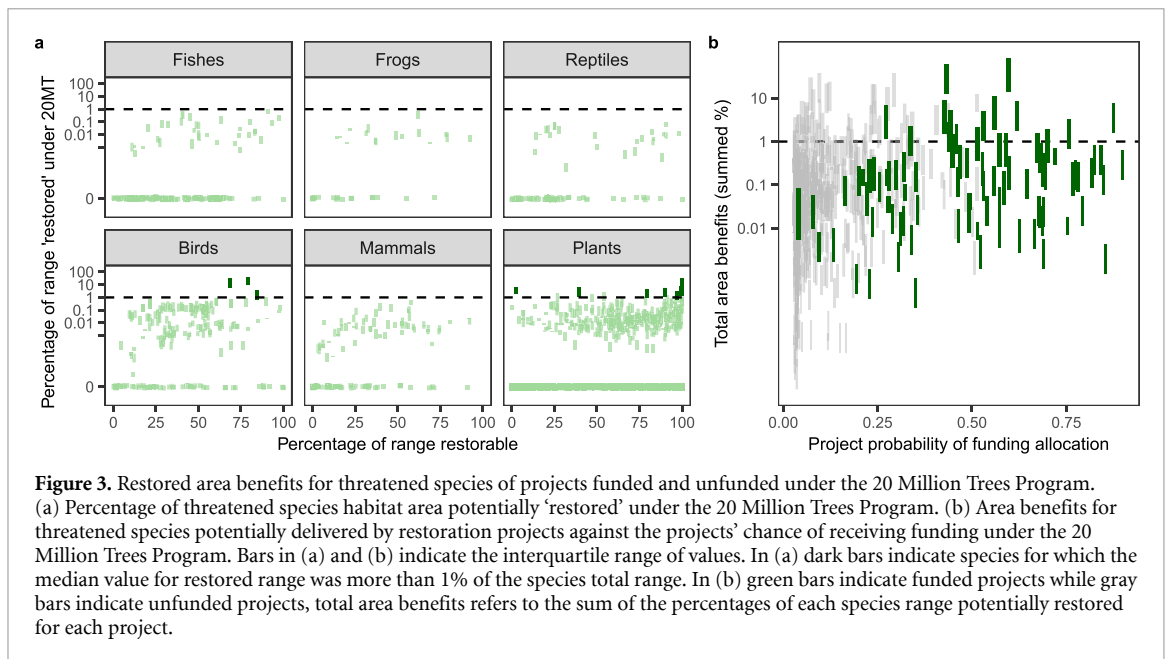 a
b
Fishes
Frogs
Reptiles
100
10
1
0.1
0.01
0
Birds
Mammals
Plants
100
10
1
0.1
0.01
0
0 25 50 75 100
0 25 50 75 100
0 25 50 75 100
Percentage of range restorable
Percentage of range 'restored' under 20MT
Total area benefits (summed %)
10
1
0.1
0.01
0.00 0.25 0.50 0.75
Project probability of funding allocation
Figure 3. Restored area benefits for threatened species of projects funded and unfunded under the 20 Million Trees Program.
(a) Percentage of threatened species habitat area potentially ‘restored’ under the 20 Million Trees Program. (b) Area benefits for
threatened species potentially delivered by restoration projects against the projects’ chance of receiving funding under the 20
Million Trees Program. Bars in (a) and (b) indicate the interquartile range of values. In (a) dark bars indicate species for which the
median value for restored range was more than 1% of the species total range. In (b) green bars indicate funded projects while gray
bars indicate unfunded projects, total area benefits refers to the sum of the percentages of each species range potentially restored
for each project.